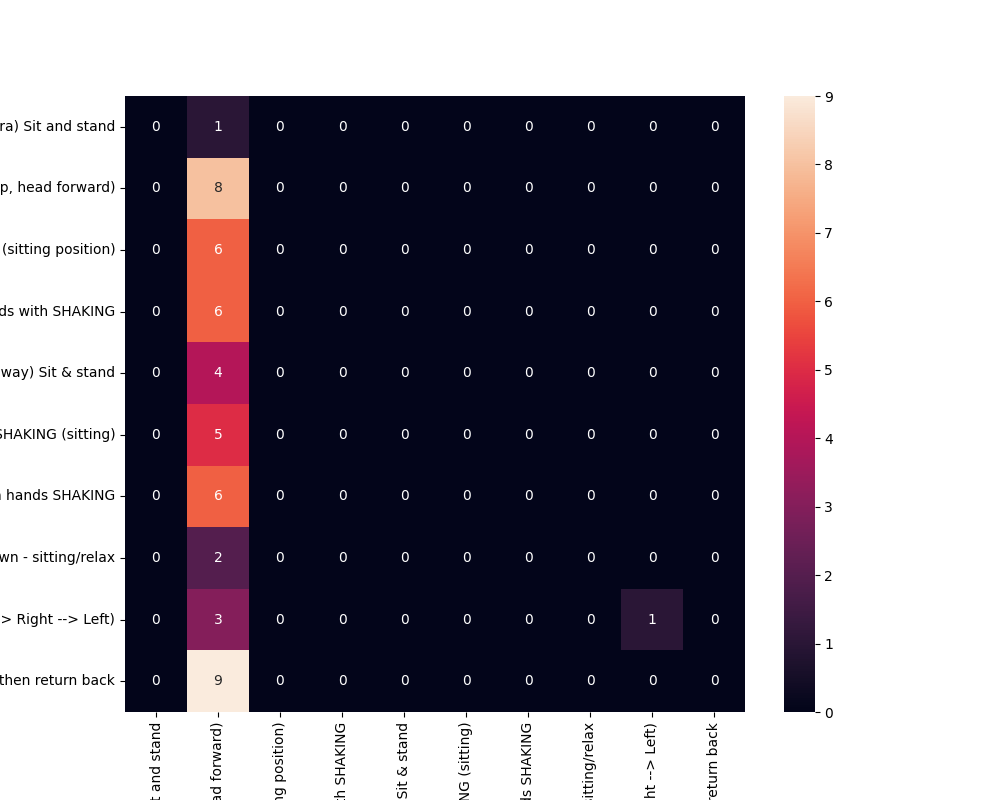 ra) Sit and stand 0 1 0 0 0 0 0 0 0 0
p, head forward) 0 8 0 0 0 0 0 0 0 0
(sitting position) 0 6 0 0 0 0 0 0 0 0
ds with SHAKING 0 6 0 0 0 0 0 0 0 0
way) Sit & stand 0 4 0 0 0 0 0 0 0 0
SHAKING (sitting) 0 5 0 0 0 0 0 0 0 0
hands SHAKING 0 6 0 0 0 0 0 0 0 0
wn - sitting/relax 0 2 0 0 0 0 0 0 0 0
> Right --> Left) 0 3 0 0 0 0 0 0 1 0
then return back 0 9 0 0 0 0 0 0 0 0
t and stand
ad forward)
ng position)
th SHAKING
Sit & stand
NG (sitting)
ds SHAKING
sitting/relax
ht --> Left)
return back
9
8
7
6
5
4
3
2
1
0